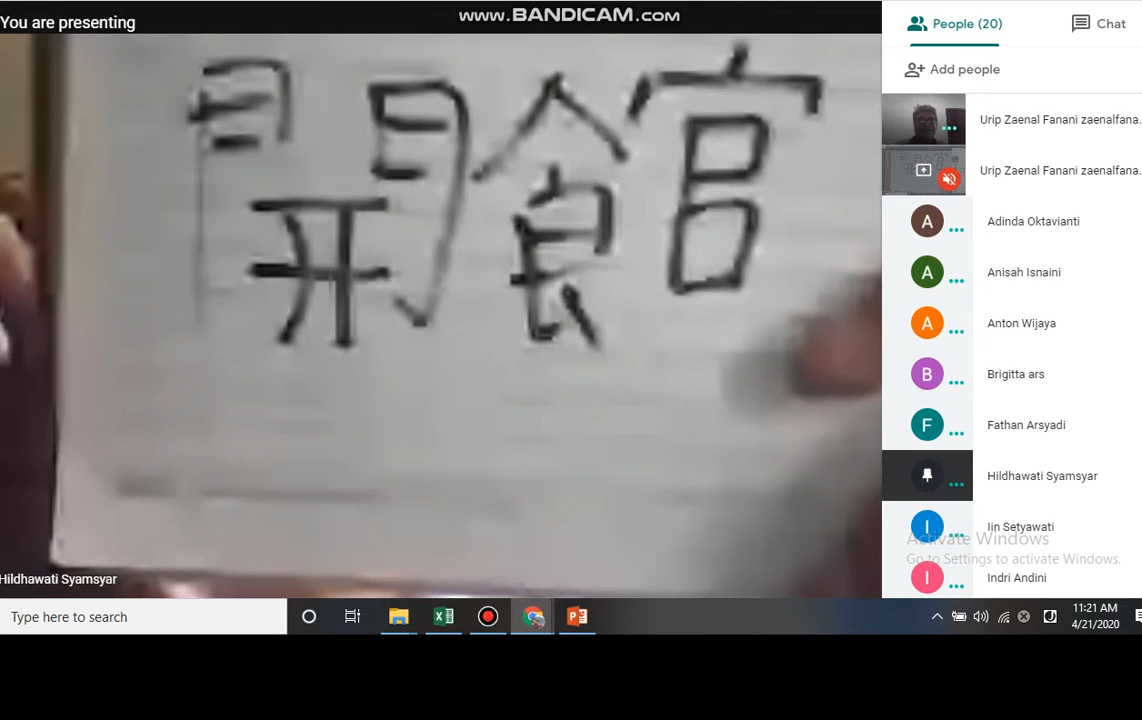 www.BANDICAM.com
You are presenting
People (20)
Chat
開館
Add people
Urip Zaenal Fanani zaenalfana...
Urip Zaenal Fanani zaenalfana...
A
Adinda Oktavianti
A
Anisah Isnaini
A
Anton Wijaya
B
Brigitta ars
F
Fathan Arsyadi
Hildhawati Syamsyar
I
Iin Setyawati
Activate Windows
Go to Settings to activate Windows.
I
Indri Andini
Hildhawati Syamsyar
Type here to search
11:21 AM
4/21/2020